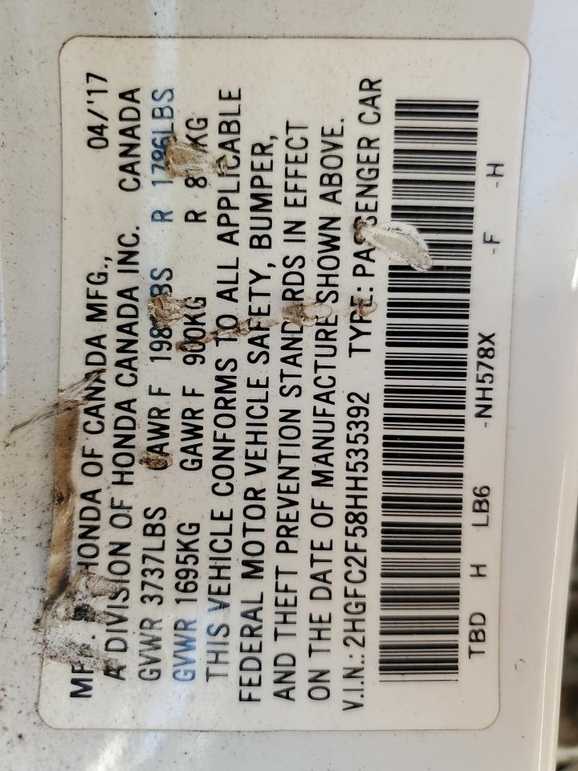 HONDA OF CANADA MFG., 04/'17
A DIVISION OF HONDA CANADA INC. CANADA
GVWR 3737LBS GAWR F R
GVWR 1695KG GAWR F 900KG R
THIS VEHICLE CONFORMS TO ALL APPLICABLE
FEDERAL MOTOR VEHICLE SAFETY, BUMPER,
AND THEFT PREVENTION STANDARDS IN EFFECT
ON THE DATE OF MANUFACTURE SHOWN ABOVE.
V.I.N.: 2HGFC2F58HH535392 TYPE: PASSENGER CAR
TBD H LB6 -NH578X -F -H